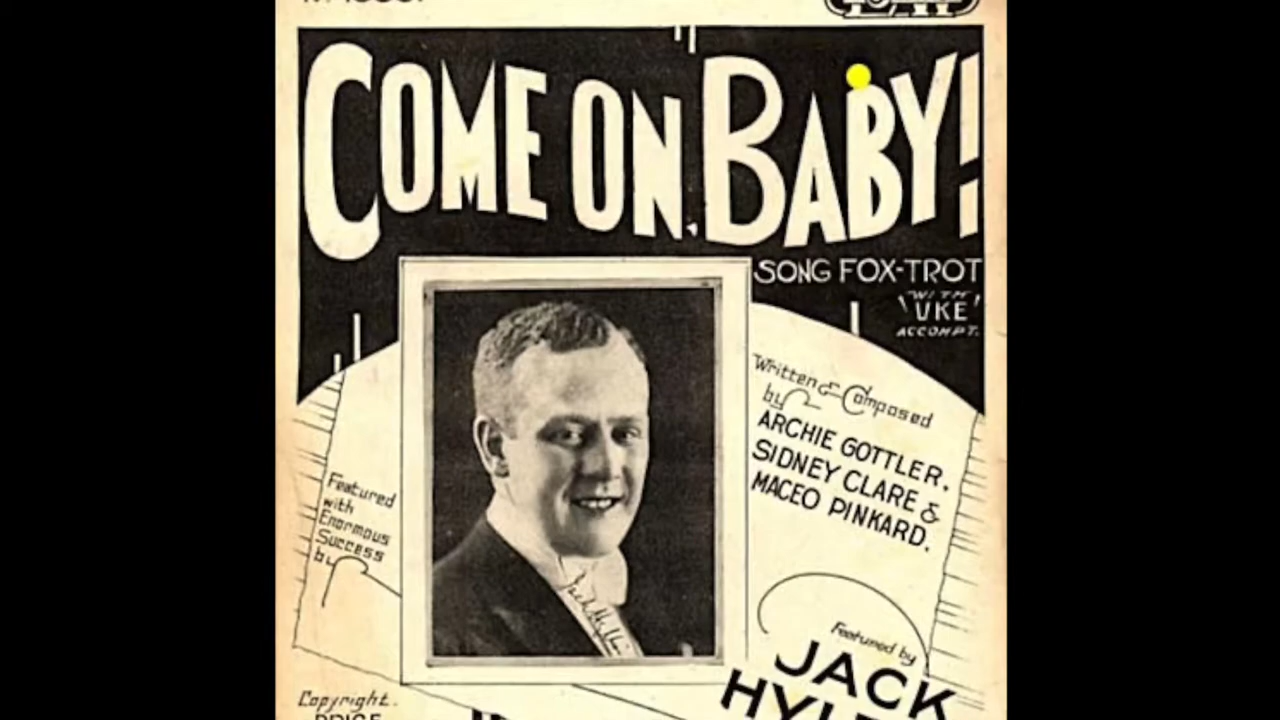 COME ON, BABY!
SONG FOX-TROT
WITH
'UKE'
ACCOMPT.
Written & Composed
by
ARCHIE GOTTLER,
SIDNEY CLARE &
MACEO PINKARD.
Featured
with
Enormous
Success
by
Featured by
JACK
Copyright.
PRICE